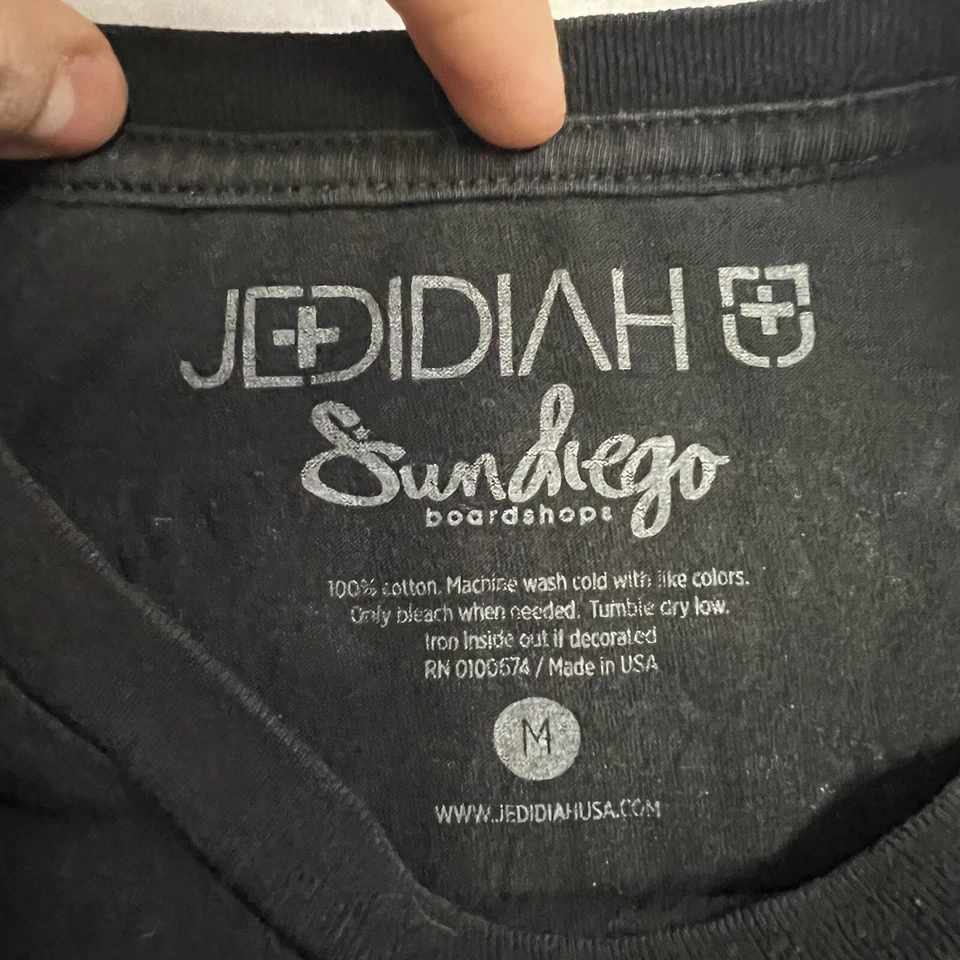 JEDIDIAH
Sundiego
boardshops
100% cotton. Machine wash cold with like colors.
Only bleach when needed. Tumble dry low.
Iron Inside out if decorated
RN 0100674 / Made in USA
M
WWW.JEDIDIAHUSA.COM